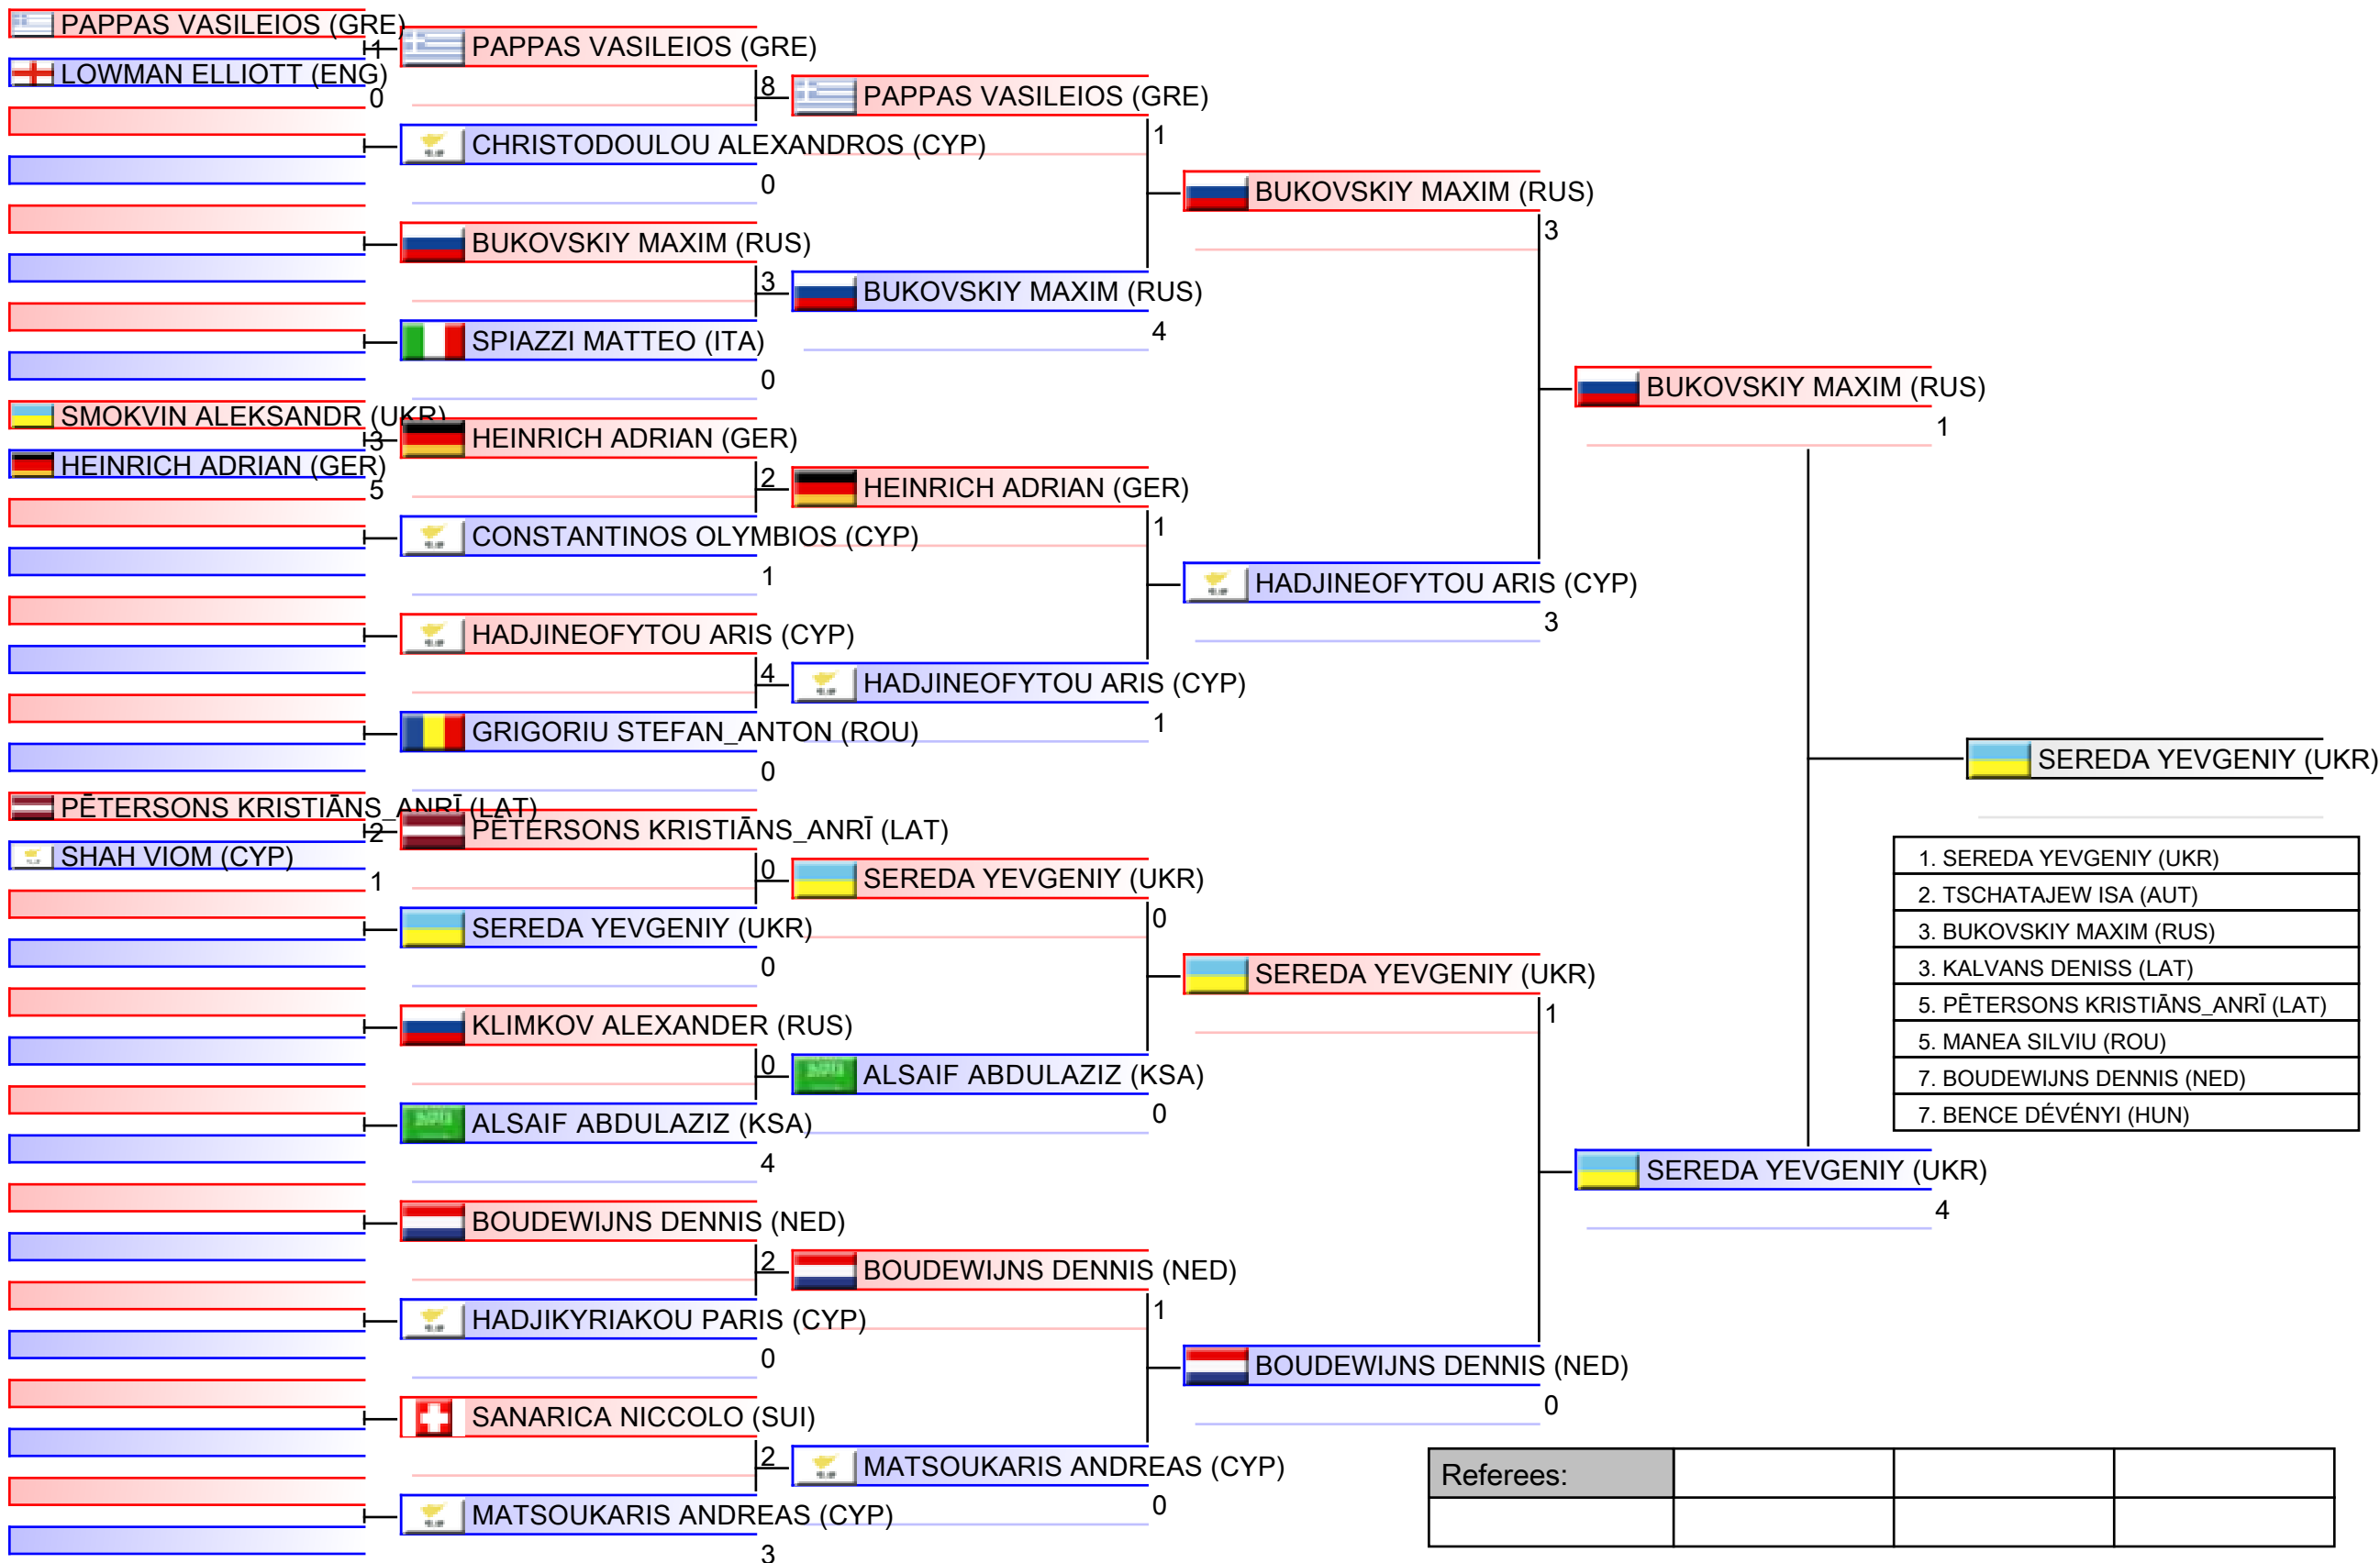 PAPPAS VASILEIOS (GRE)
1
LOWMAN ELLIOTT (ENG)
0
SMOKVIN ALEKSANDR (UKR)
3
HEINRICH ADRIAN (GER)
5
PĒTERSONS KRISTIĀNS_ANRĪ (LAT)
2
SHAH VIOM (CYP)
1
PAPPAS VASILEIOS (GRE)
8
CHRISTODOULOU ALEXANDROS (CYP)
0
BUKOVSKIY MAXIM (RUS)
3
SPIAZZI MATTEO (ITA)
0
HEINRICH ADRIAN (GER)
2
CONSTANTINOS OLYMBIOS (CYP)
1
HADJINEOFYTOU ARIS (CYP)
4
GRIGORIU STEFAN_ANTON (ROU)
0
PĒTERSONS KRISTIĀNS_ANRĪ (LAT)
0
SEREDA YEVGENIY (UKR)
0
KLIMKOV ALEXANDER (RUS)
0
ALSAIF ABDULAZIZ (KSA)
4
BOUDEWIJNS DENNIS (NED)
2
HADJIKYRIAKOU PARIS (CYP)
0
SANARICA NICCOLO (SUI)
2
MATSOUKARIS ANDREAS (CYP)
3
PAPPAS VASILEIOS (GRE)
1
BUKOVSKIY MAXIM (RUS)
4
HEINRICH ADRIAN (GER)
1
HADJINEOFYTOU ARIS (CYP)
1
SEREDA YEVGENIY (UKR)
0
ALSAIF ABDULAZIZ (KSA)
0
BOUDEWIJNS DENNIS (NED)
1
MATSOUKARIS ANDREAS (CYP)
0
BUKOVSKIY MAXIM (RUS)
3
HADJINEOFYTOU ARIS (CYP)
3
SEREDA YEVGENIY (UKR)
1
BOUDEWIJNS DENNIS (NED)
0
BUKOVSKIY MAXIM (RUS)
1
SEREDA YEVGENIY (UKR)
4
SEREDA YEVGENIY (UKR)
1. SEREDA YEVGENIY (UKR)
2. TSCHATAJEW ISA (AUT)
3. BUKOVSKIY MAXIM (RUS)
3. KALVANS DENISS (LAT)
5. PĒTERSONS KRISTIĀNS_ANRĪ (LAT)
5. MANEA SILVIU (ROU)
7. BOUDEWIJNS DENNIS (NED)
7. BENCE DÉVÉNYI (HUN)
Referees: